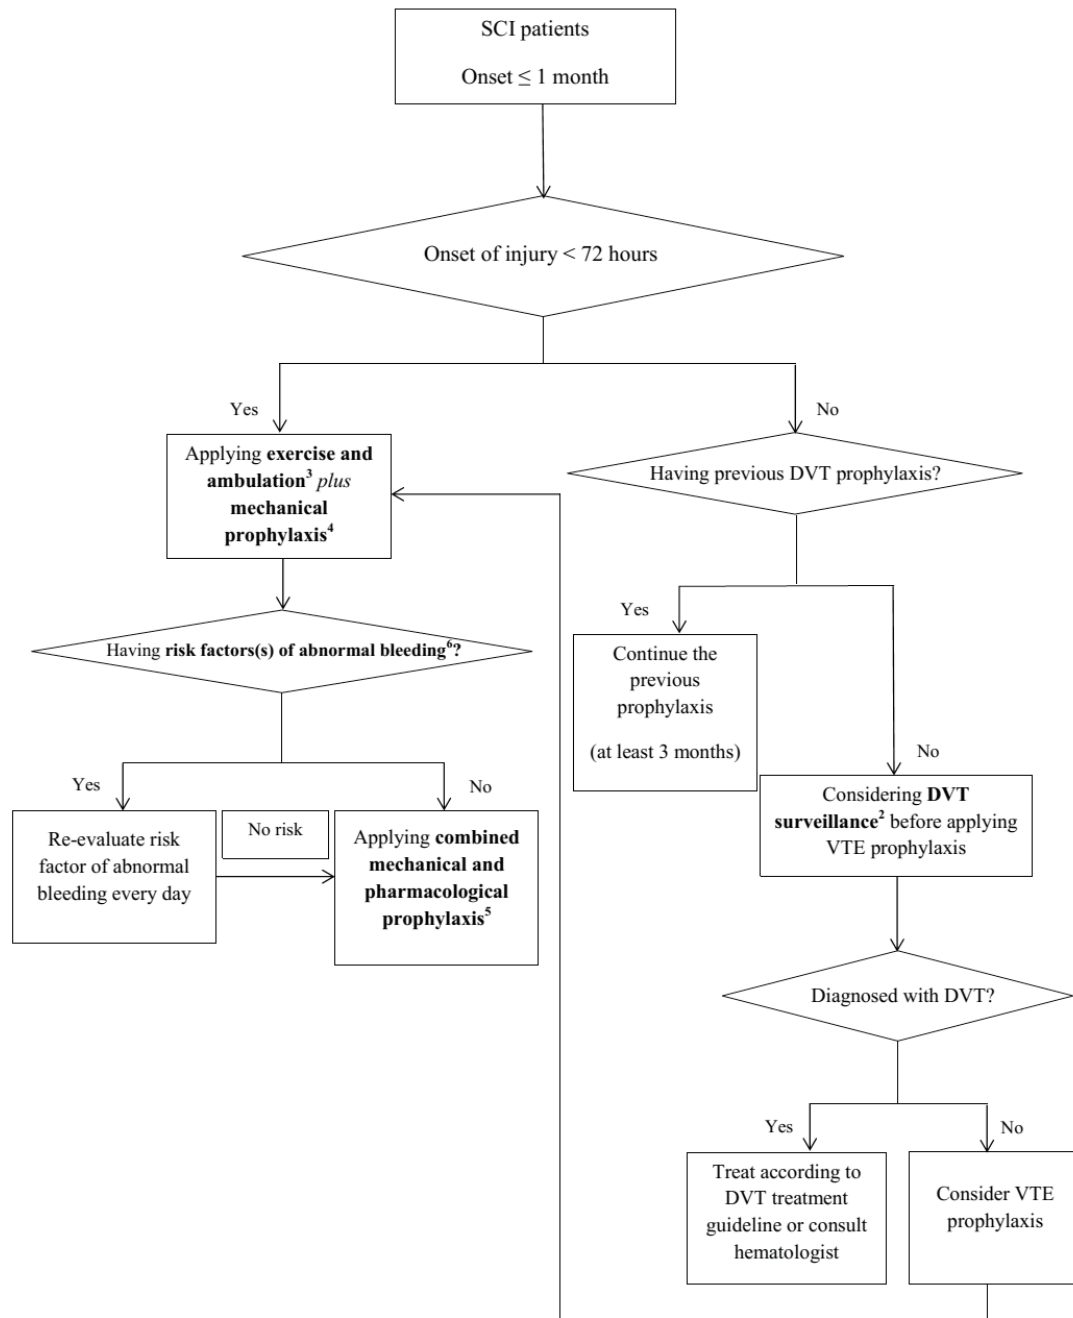 SCI patients
Onset ≤ 1 month
Onset of injury < 72 hours
Yes
No
Applying exercise and
ambulation³ plus
mechanical
prophylaxis⁴
Having previous DVT prophylaxis?
Yes
Continue the
previous
prophylaxis
(at least 3 months)
No
Having risk factors(s) of abnormal bleeding⁶?
Yes
No
Re-evaluate risk
factor of abnormal
bleeding every day
No risk
Applying combined
mechanical and
pharmacological
prophylaxis⁵
Considering DVT
surveillance² before applying
VTE prophylaxis
Diagnosed with DVT?
Yes
No
Treat according to
DVT treatment
guideline or consult
hematologist
Consider VTE
prophylaxis